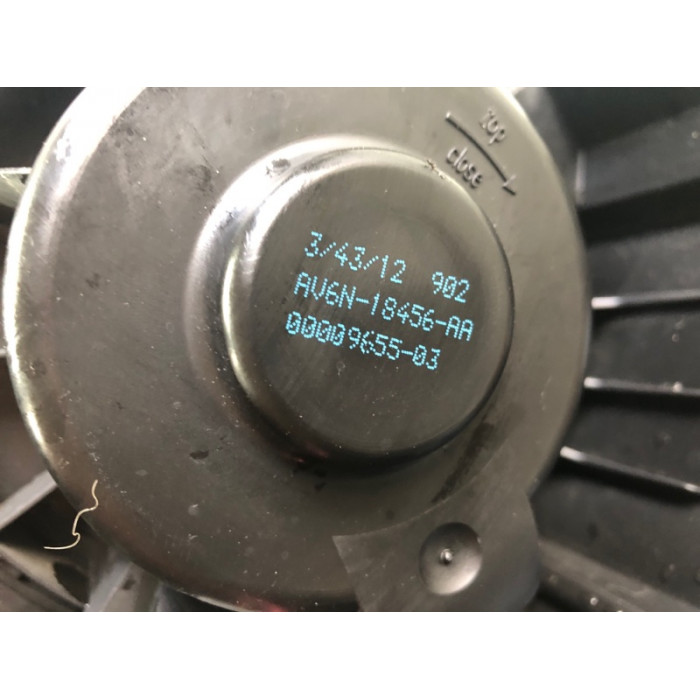 top
close
3/43/12 902
AV6N-18456-AA
00009655-03